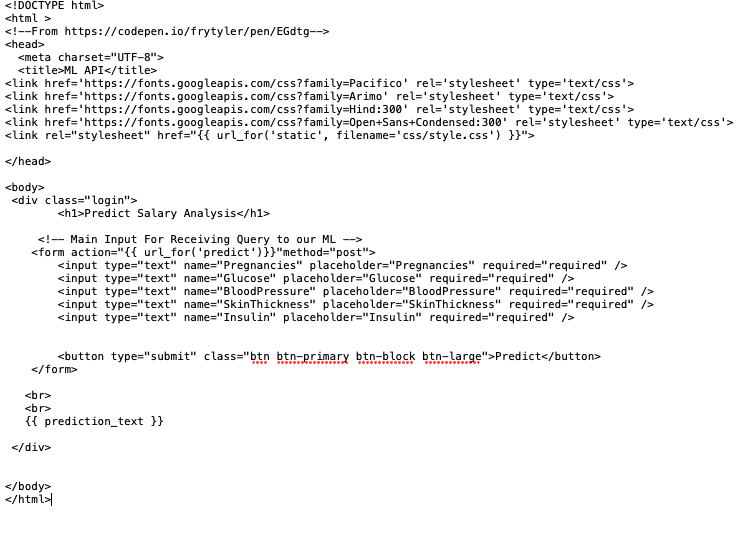 <!DOCTYPE html>
<html >
<!--From https://codepen.io/frytyler/pen/EGdtg-->
<head>
  <meta charset="UTF-8">
  <title>ML API</title>
<link href='https://fonts.googleapis.com/css?family=Pacifico' rel='stylesheet' type='text/css'>
<link href='https://fonts.googleapis.com/css?family=Arimo' rel='stylesheet' type='text/css'>
<link href='https://fonts.googleapis.com/css?family=Hind:300' rel='stylesheet' type='text/css'>
<link href='https://fonts.googleapis.com/css?family=Open+Sans+Condensed:300' rel='stylesheet' type='text/css'>
<link rel="stylesheet" href="{{ url_for('static', filename='css/style.css') }}">
</head>
<body>
 <div class="login">
        <h1>Predict Salary Analysis</h1>
     <!-- Main Input For Receiving Query to our ML -->
    <form action="{{ url_for('predict')}}"method="post">
        <input type="text" name="Pregnancies" placeholder="Pregnancies" required="required" />
        <input type="text" name="Glucose" placeholder="Glucose" required="required" />
        <input type="text" name="BloodPressure" placeholder="BloodPressure" required="required" />
        <input type="text" name="SkinThickness" placeholder="SkinThickness" required="required" />
        <input type="text" name="Insulin" placeholder="Insulin" required="required" />
        <button type="submit" class="btn btn-primary btn-block btn-large">Predict</button>
    </form>
   <br>
   <br>
   {{ prediction_text }}
 </div>
</body>
</html>